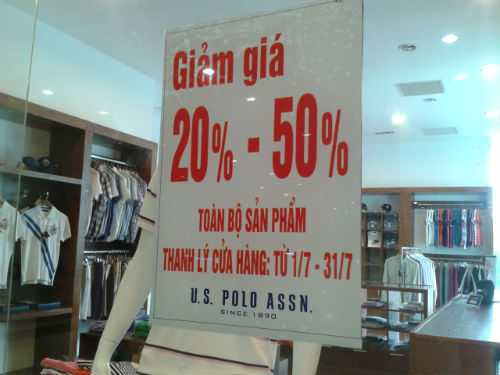 Giảm giá
20% - 50%
TOÀN BỘ SẢN PHẨM
THANH LÝ CỬA HÀNG: TỪ 1/7 - 31/7
U.S. POLO ASSN.
SINCE 1890